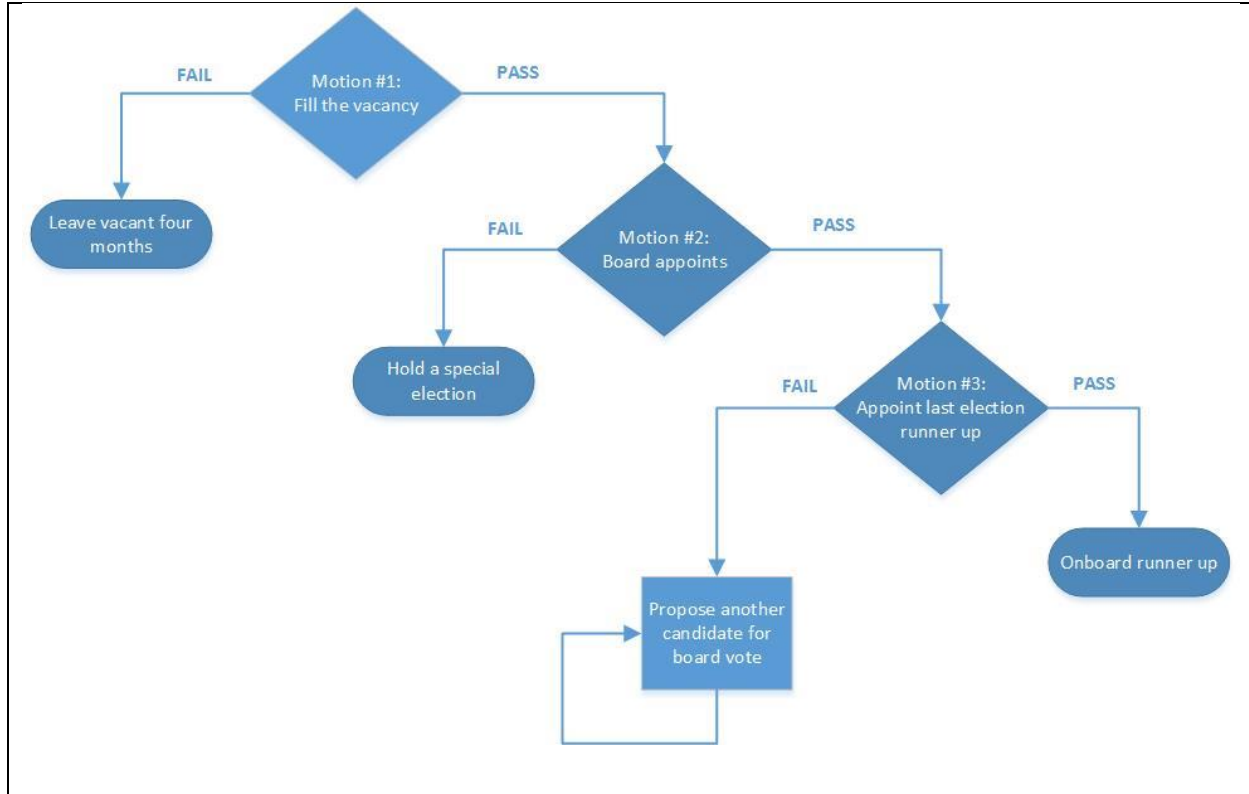 FAIL
Motion #1:
Fill the vacancy
PASS
Leave vacant four
months
FAIL
Motion #2:
Board appoints
PASS
Hold a special
election
FAIL
Motion #3:
Appoint last election
runner up
PASS
Onboard runner up
Propose another
candidate for
board vote